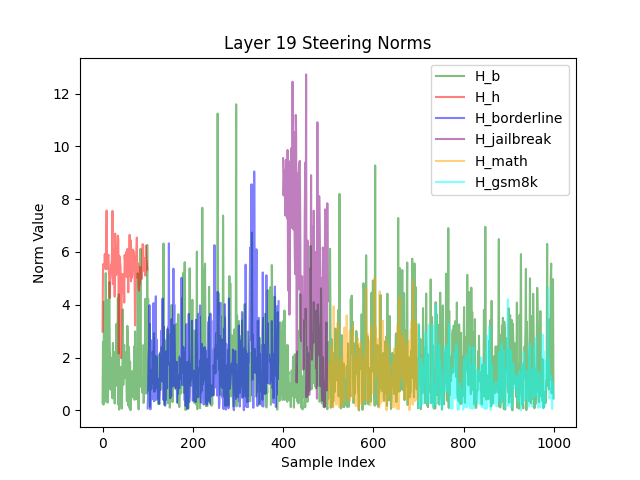 Layer 19 Steering Norms
H_b
H_h
H_borderline
H_jailbreak
H_math
H_gsm8k
Norm Value
12
10
8
6
4
2
0
0 200 400 600 800 1000
Sample Index